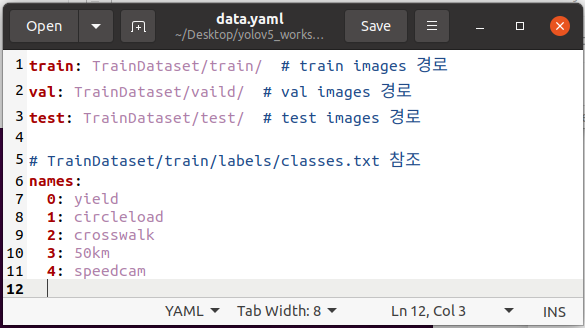 Open
data.yaml
~/Desktop/yolov5_works...
Save
1 train: TrainDataset/train/  # train images 경로
2 val: TrainDataset/vaild/  # val images 경로
3 test: TrainDataset/test/  # test images 경로
4
5 # TrainDataset/train/labels/classes.txt 참조
6 names:
7   0: yield
8   1: circleload
9   2: crosswalk
10   3: 50km
11   4: speedcam
12
YAML Tab Width: 8 Ln 12, Col 3 INS